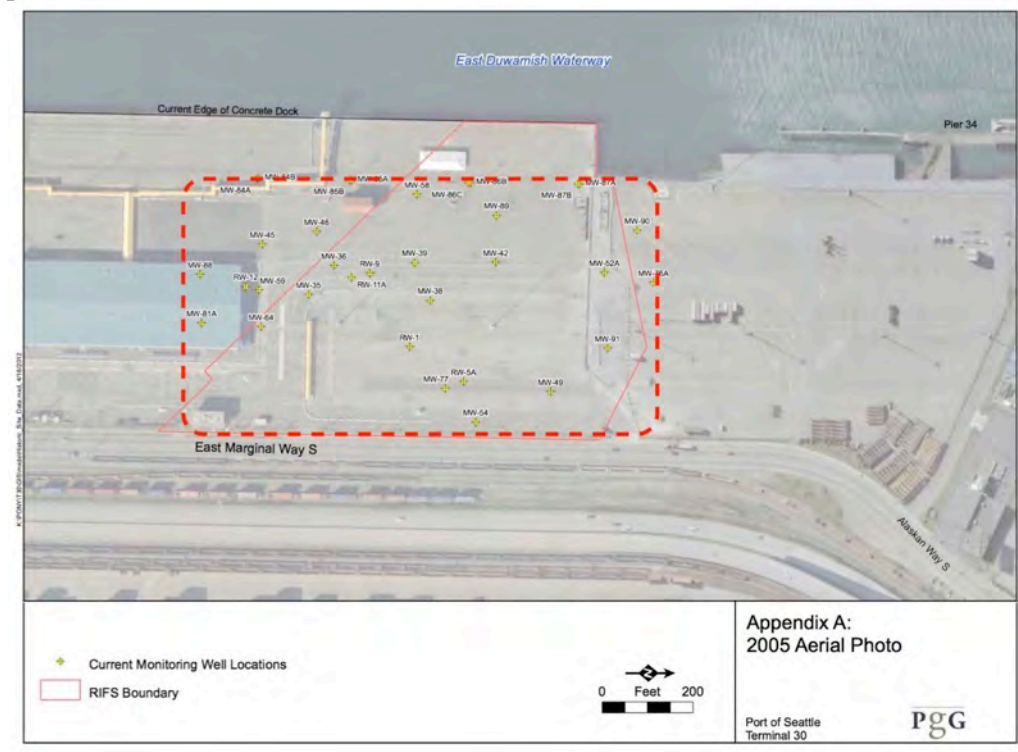 East Duwamish Waterway
Current Edge of Concrete Dock
Pier 34
MW-84B
MW-84A
MW-85A
MW-85B
MW-58
MW-86B
MW-86C
MW-87A
MW-87B
MW-89
MW-90
MW-46
MW-45
MW-36
RW-9
MW-39
MW-42
MW-52A
MW-88
RW-12
MW-59
MW-35
RW-11A
MW-38
MW-81A
MW-64
RW-1
MW-91
MW-77
RW-5A
MW-49
MW-54
East Marginal Way S
Alaskan Way S
Appendix A:
2005 Aerial Photo
Current Monitoring Well Locations
RIFS Boundary
N
0 Feet 200
Port of Seattle
Terminal 30
PgG